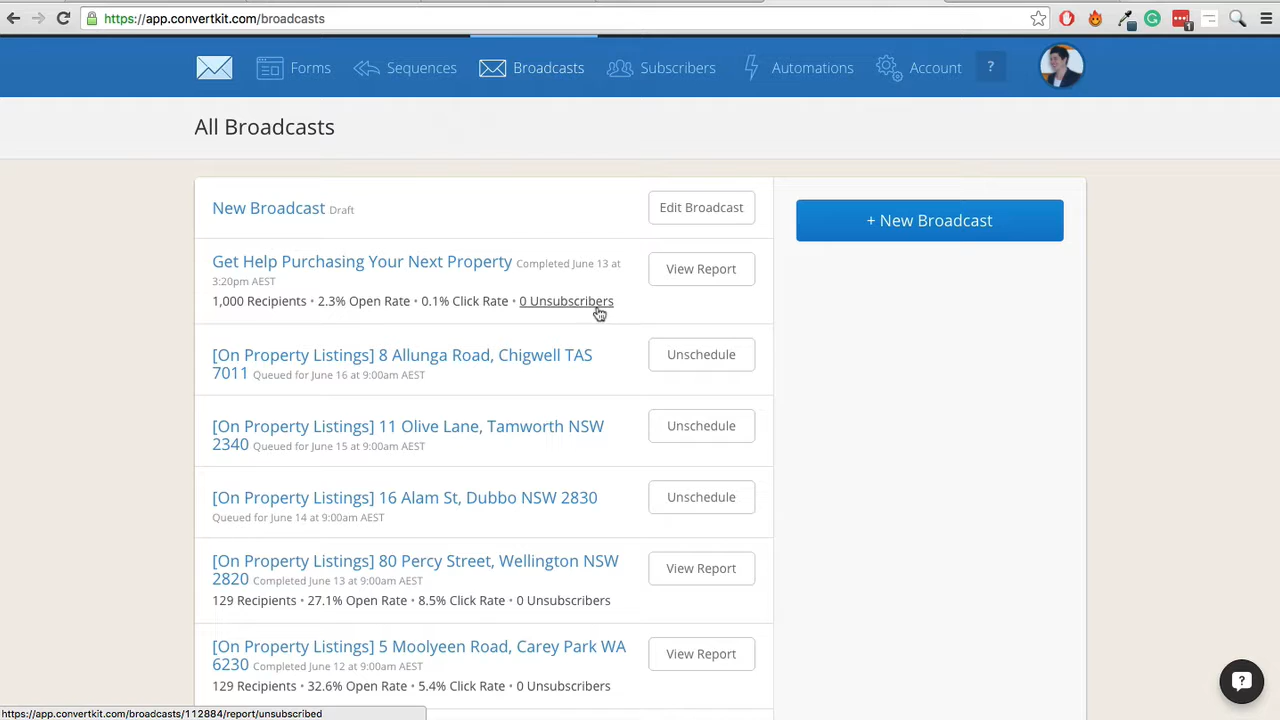 https://app.convertkit.com/broadcasts
1
Forms
Sequences
Broadcasts
Subscribers
Automations
Account
?
All Broadcasts
New Broadcast Draft
Edit Broadcast
+ New Broadcast
Get Help Purchasing Your Next Property Completed June 13 at
3:20pm AEST
View Report
1,000 Recipients • 2.3% Open Rate • 0.1% Click Rate • 0 Unsubscribers
[On Property Listings] 8 Allunga Road, Chigwell TAS
7011 Queued for June 16 at 9:00am AEST
Unschedule
[On Property Listings] 11 Olive Lane, Tamworth NSW
2340 Queued for June 15 at 9:00am AEST
Unschedule
[On Property Listings] 16 Alam St, Dubbo NSW 2830
Queued for June 14 at 9:00am AEST
Unschedule
[On Property Listings] 80 Percy Street, Wellington NSW
2820 Completed June 13 at 9:00am AEST
View Report
129 Recipients • 27.1% Open Rate • 8.5% Click Rate • 0 Unsubscribers
[On Property Listings] 5 Moolyeen Road, Carey Park WA
6230 Completed June 12 at 9:00am AEST
View Report
129 Recipients • 32.6% Open Rate • 5.4% Click Rate • 0 Unsubscribers
?
https://app.convertkit.com/broadcasts/112884/report/unsubscribed